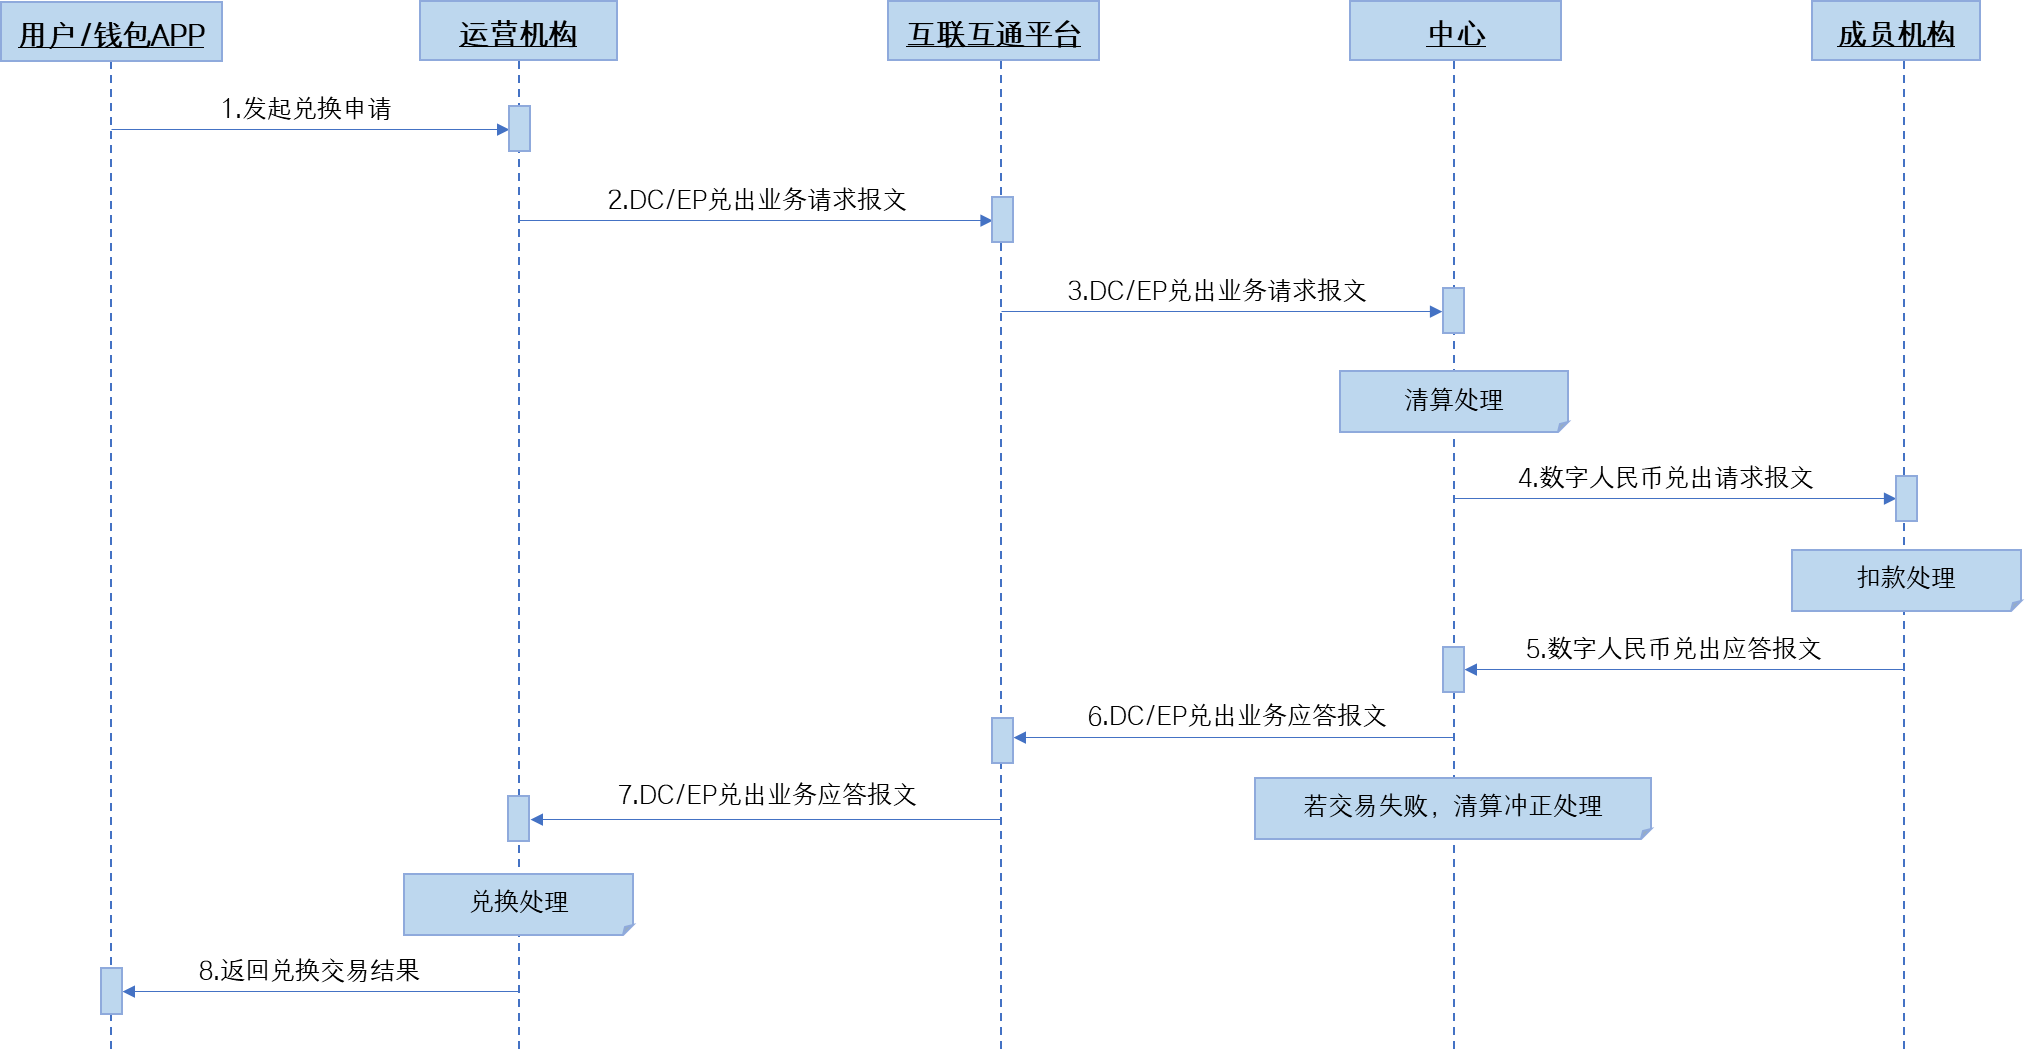 用户/钱包APP
运营机构
互联互通平台
中心
成员机构
1.发起兑换申请
2.DC/EP兑出业务请求报文
3.DC/EP兑出业务请求报文
清算处理
4.数字人民币兑出请求报文
扣款处理
5.数字人民币兑出应答报文
6.DC/EP兑出业务应答报文
7.DC/EP兑出业务应答报文
若交易失败，清算冲正处理
兑换处理
8.返回兑换交易结果